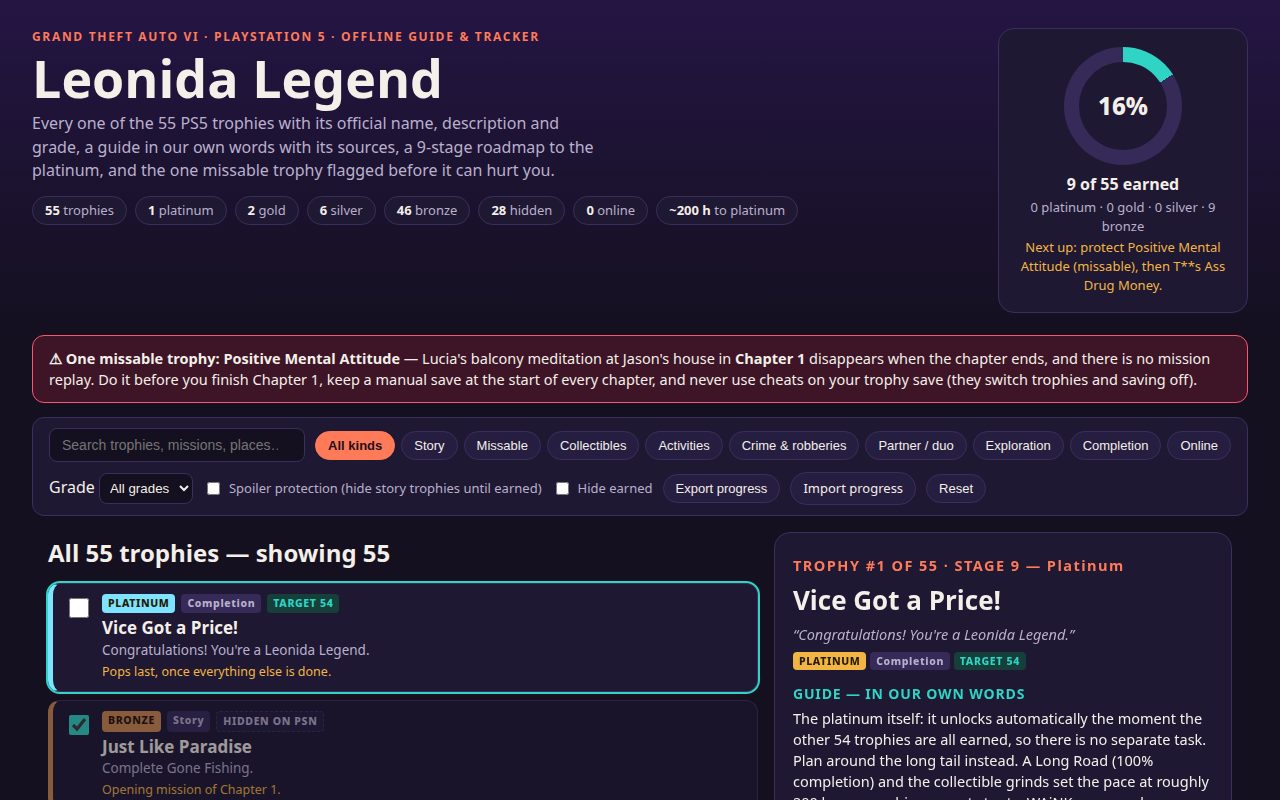 GRAND THEFT AUTO VI · PLAYSTATION 5 · OFFLINE GUIDE & TRACKER
Leonida Legend
Every one of the 55 PS5 trophies with its official name, description and
grade, a guide in our own words with its sources, a 9-stage roadmap to the
platinum, and the one missable trophy flagged before it can hurt you.
55 trophies
1 platinum
2 gold
6 silver
46 bronze
28 hidden
0 online
~200 h to platinum
16%
9 of 55 earned
0 platinum · 0 gold · 0 silver · 9
bronze
Next up: protect Positive Mental
Attitude (missable), then T**s Ass
Drug Money.
⚠ One missable trophy: Positive Mental Attitude — Lucia's balcony meditation at Jason's house in Chapter 1 disappears when the chapter ends, and there is no mission
replay. Do it before you finish Chapter 1, keep a manual save at the start of every chapter, and never use cheats on your trophy save (they switch trophies and saving off).
Search trophies, missions, places…
All kinds
Story
Missable
Collectibles
Activities
Crime & robberies
Partner / duo
Exploration
Completion
Online
Grade
All grades
Spoiler protection (hide story trophies until earned)
Hide earned
Export progress
Import progress
Reset
All 55 trophies — showing 55
PLATINUM Completion TARGET 54
Vice Got a Price!
Congratulations! You're a Leonida Legend.
Pops last, once everything else is done.
BRONZE Story HIDDEN ON PSN
Just Like Paradise
Complete Gone Fishing.
Opening mission of Chapter 1.
TROPHY #1 OF 55 · STAGE 9 — Platinum
Vice Got a Price!
“Congratulations! You're a Leonida Legend.”
PLATINUM Completion TARGET 54
GUIDE — IN OUR OWN WORDS
The platinum itself: it unlocks automatically the moment the
other 54 trophies are all earned, so there is no separate task.
Plan around the long tail instead. A Long Road (100%
completion) and the collectible grinds set the pace at roughly